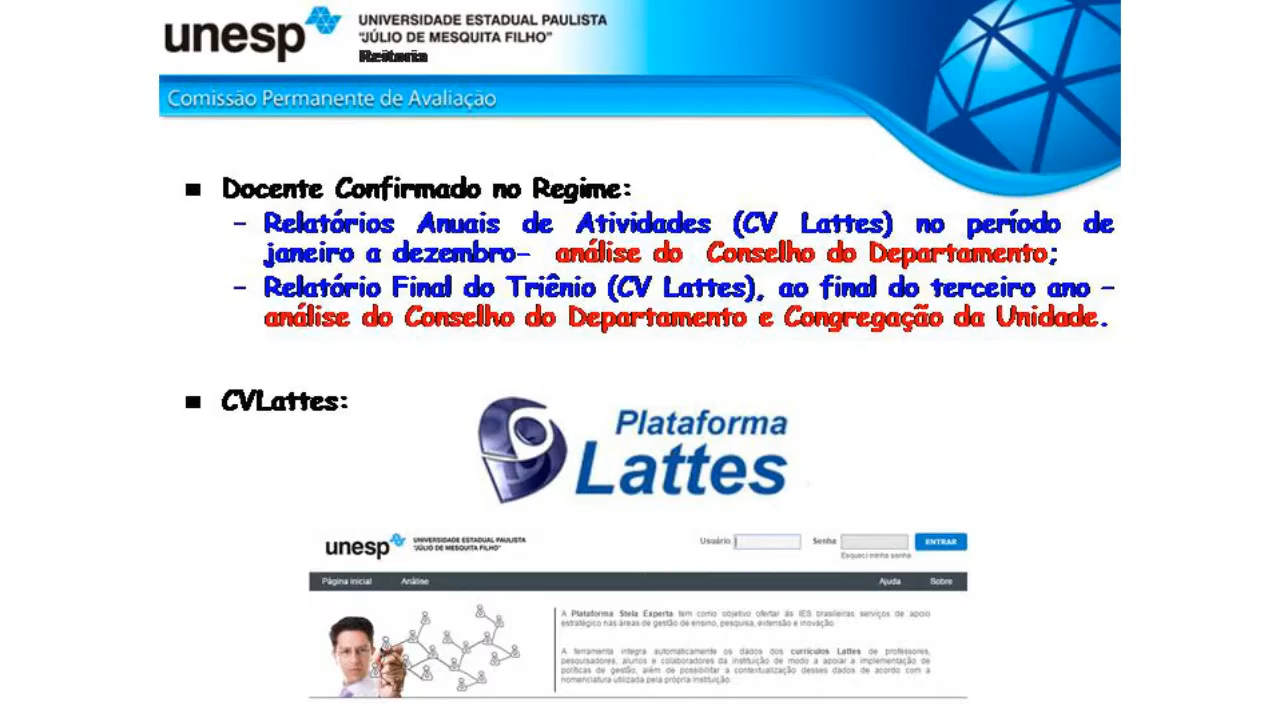 unesp
UNIVERSIDADE ESTADUAL PAULISTA
"JÚLIO DE MESQUITA FILHO"
Reitoria
Comissão Permanente de Avaliação
■ Docente Confirmado no Regime:
– Relatórios Anuais de Atividades (CV Lattes) no período de
janeiro a dezembro– análise do Conselho do Departamento;
– Relatório Final do Triênio (CV Lattes), ao final do terceiro ano –
análise do Conselho do Departamento e Congregação da Unidade.
■ CVLattes:
Plataforma
Lattes
unesp
UNIVERSIDADE ESTADUAL PAULISTA
"JÚLIO DE MESQUITA FILHO"
Usuário Senha ENTRAR
Esqueci minha senha
Página Inicial Análise Ajuda Sobre
A Plataforma Stela Experta tem como objetivo ofertar às IES brasileiras serviços de apoio
estratégico nas áreas de gestão de ensino, pesquisa, extensão e inovação.
A ferramenta integra automaticamente os dados dos currículos Lattes de professores,
pesquisadores, alunos e colaboradores da instituição de modo a apoiar a implementação de
políticas de gestão, além de possibilitar a contextualização desses dados de acordo com a
nomenclatura utilizada pela própria instituição.